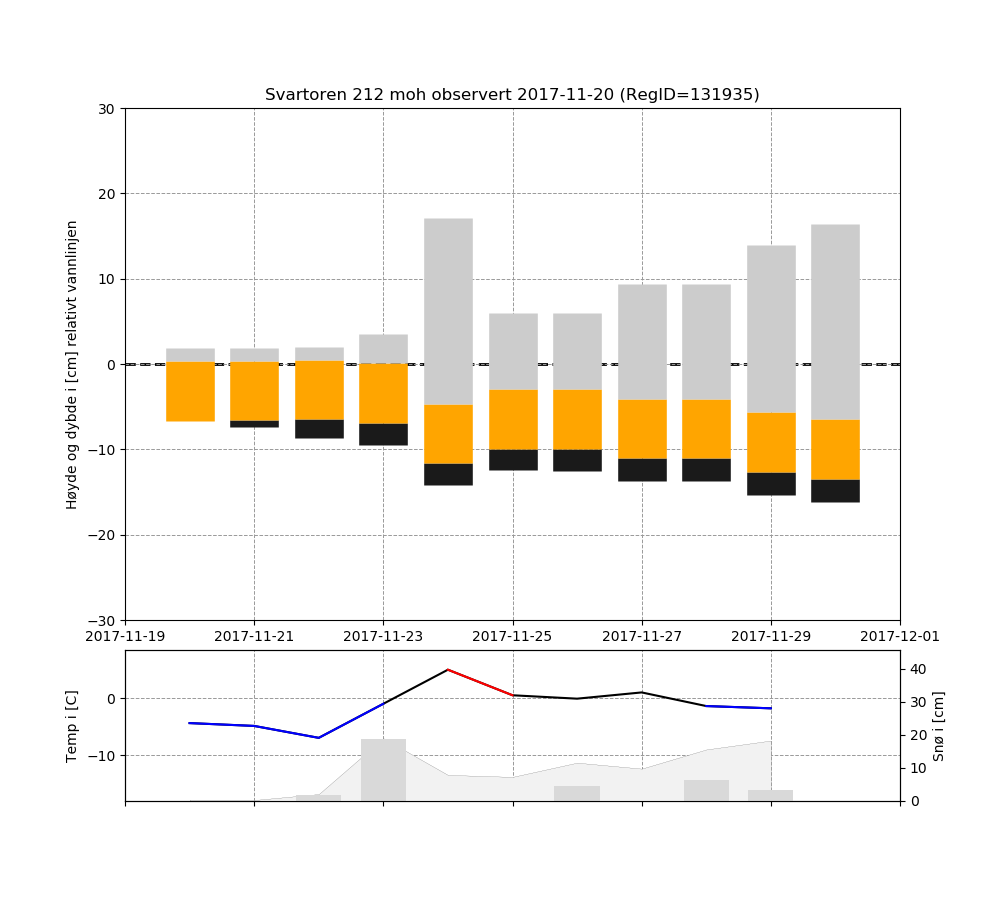 Svartoren 212 moh observert 2017-11-20 (RegID=131935)
Høyde og dybde i [cm] relativt vannlinjen
30
20
10
0
−10
−20
−30
2017-11-19 2017-11-21 2017-11-23 2017-11-25 2017-11-27 2017-11-29 2017-12-01
Temp i [C]
0
−10
40
30
20
10
0
Snø i [cm]